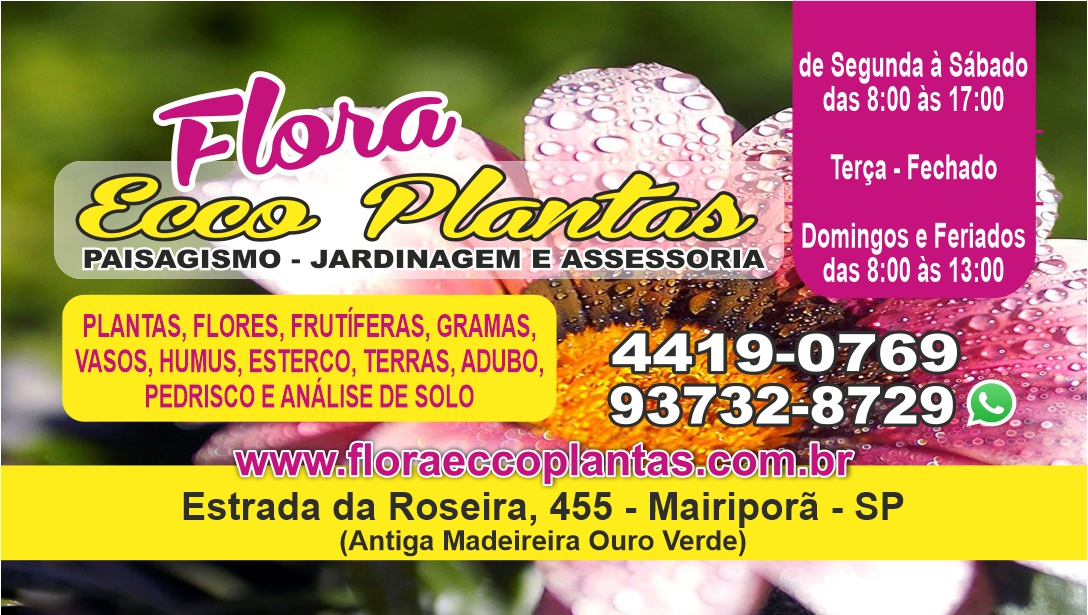 Flora
Ecco Plantas
PAISAGISMO - JARDINAGEM E ASSESSORIA
de Segunda à Sábado
das 8:00 às 17:00
Terça - Fechado
Domingos e Feriados
das 8:00 às 13:00
PLANTAS, FLORES, FRUTÍFERAS, GRAMAS,
VASOS, HUMUS, ESTERCO, TERRAS, ADUBO,
PEDRISCO E ANÁLISE DE SOLO
4419-0769
93732-8729
www.floraeccoplantas.com.br
Estrada da Roseira, 455 - Mairiporã - SP
(Antiga Madeireira Ouro Verde)